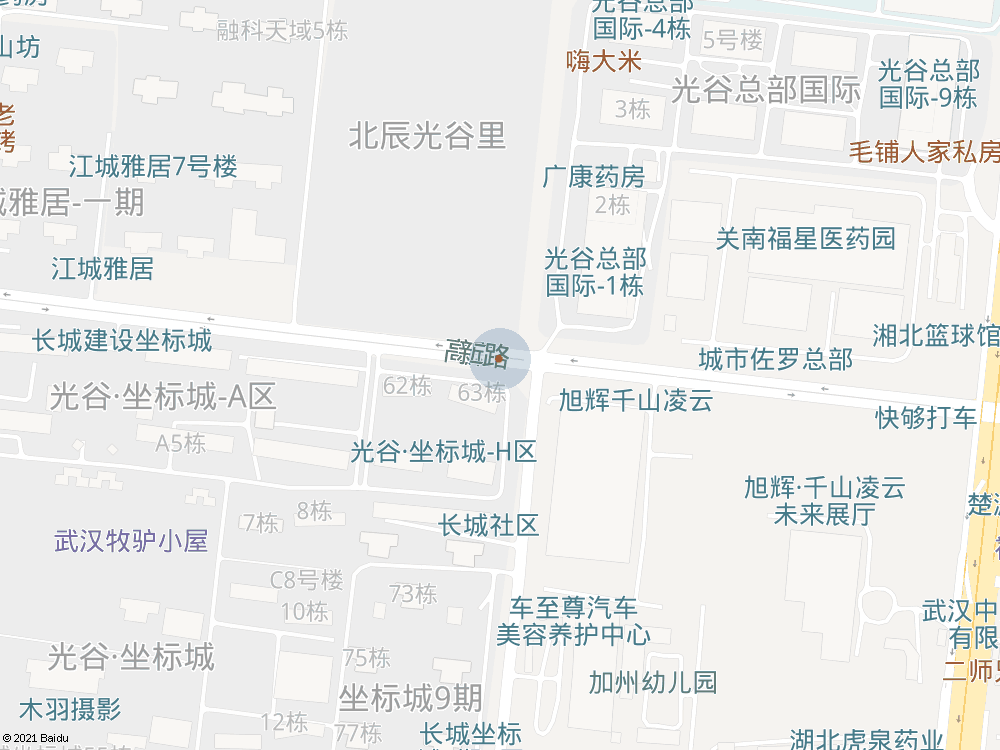 药房
融科天域5栋
光谷总部
国际-4栋
5号楼
山坊
嗨大米
光谷总部国际
光谷总部
国际-9栋
老
3栋
北辰光谷里
毛铺人家私房
江城雅居7号楼
广康药房
城雅居-一期
2栋
关南福星医药园
江城雅居
光谷总部
国际-1栋
长城建设坐标城
湘北篮球馆
高新路
城市佐罗总部
62栋
63栋
光谷·坐标城-A区
旭辉千山凌云
快够打车
A5栋
光谷·坐标城-H区
旭辉·千山凌云
未来展厅
楚
8栋
7栋
长城社区
武汉牧驴小屋
C8号楼
10栋
73栋
车至尊汽车
美容养护中心
武汉中
有限
光谷·坐标城
75栋
加州幼儿园
二师兄
坐标城9期
木羽摄影
12栋
77栋
长城坐标
湖北虎泉药业
© 2021 Baidu